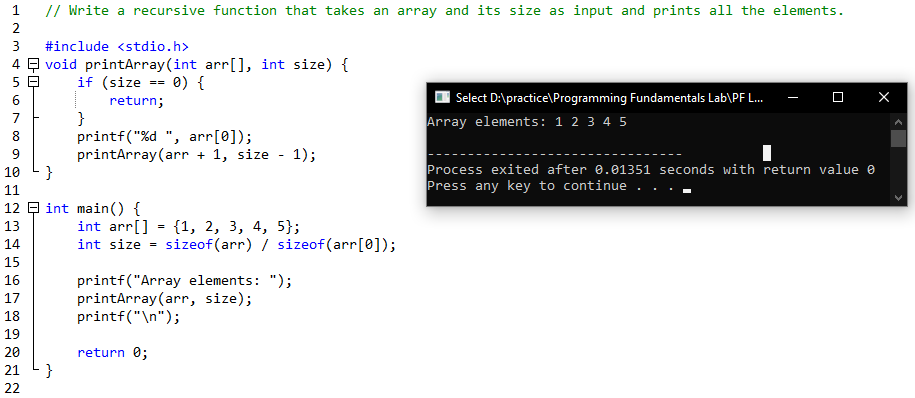 1 // Write a recursive function that takes an array and its size as input and prints all the elements.
2
3 #include <stdio.h>
4 void printArray(int arr[], int size) {
5     if (size == 0) {
6         return;
7     }
8     printf("%d ", arr[0]);
9     printArray(arr + 1, size - 1);
10 }
11
12 int main() {
13     int arr[] = {1, 2, 3, 4, 5};
14     int size = sizeof(arr) / sizeof(arr[0]);
15
16     printf("Array elements: ");
17     printArray(arr, size);
18     printf("\n");
19
20     return 0;
21 }
22
Select D:\practice\Programming Fundamentals Lab\PF L...
Array elements: 1 2 3 4 5
--------------------------------
Process exited after 0.01351 seconds with return value 0
Press any key to continue . . .